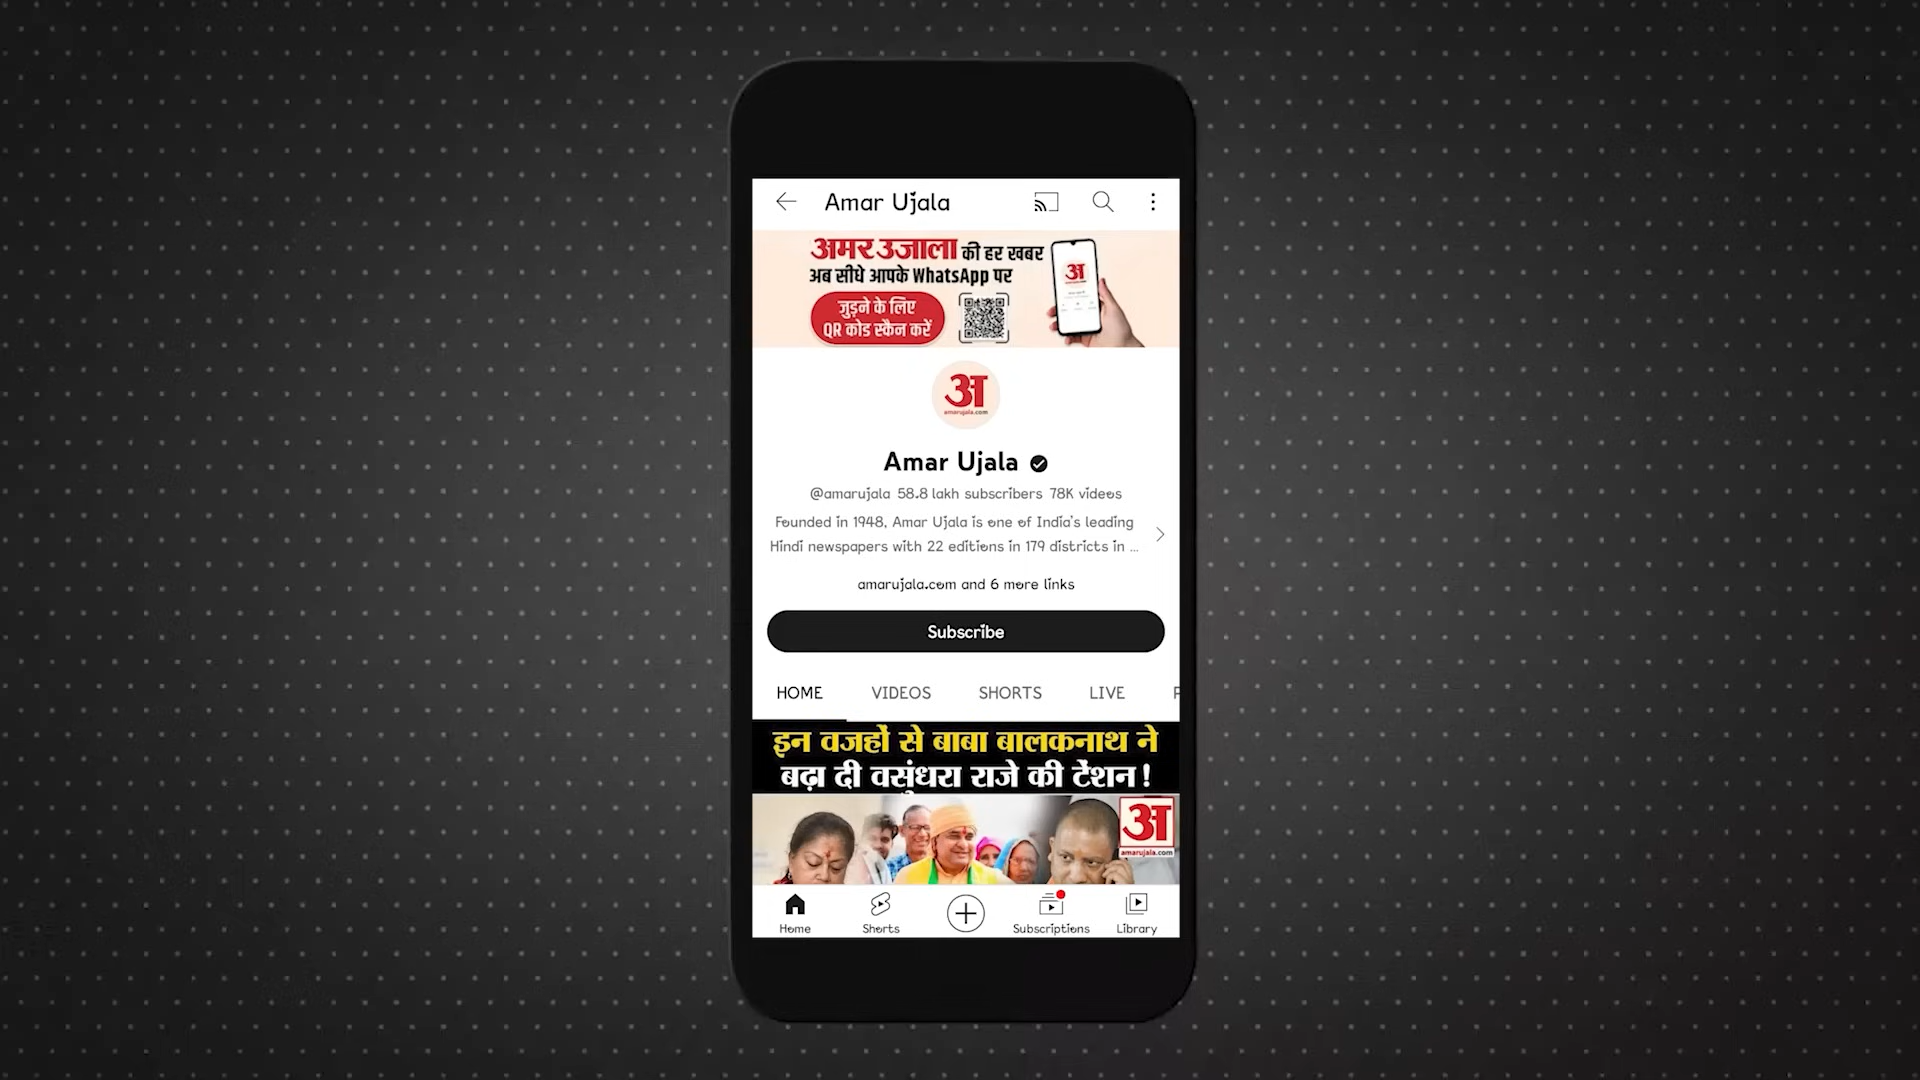 Amar Ujala
अमर उजाला की हर खबर
अब सीधे आपके WhatsApp पर
जुड़ने के लिए
QR कोड स्कैन करें
अ
अ
amarujala.com
Amar Ujala
@amarujala 58.8 lakh subscribers 78K videos
Founded in 1948, Amar Ujala is one of India's leading
Hindi newspapers with 22 editions in 179 districts in ...
amarujala.com and 6 more links
Subscribe
HOME VIDEOS SHORTS LIVE
इन वजहों से बाबा बालकनाथ ने
बढ़ा दी वसुंधरा राजे की टेंशन!
अ
amarujala.com
Home Shorts Subscriptions Library